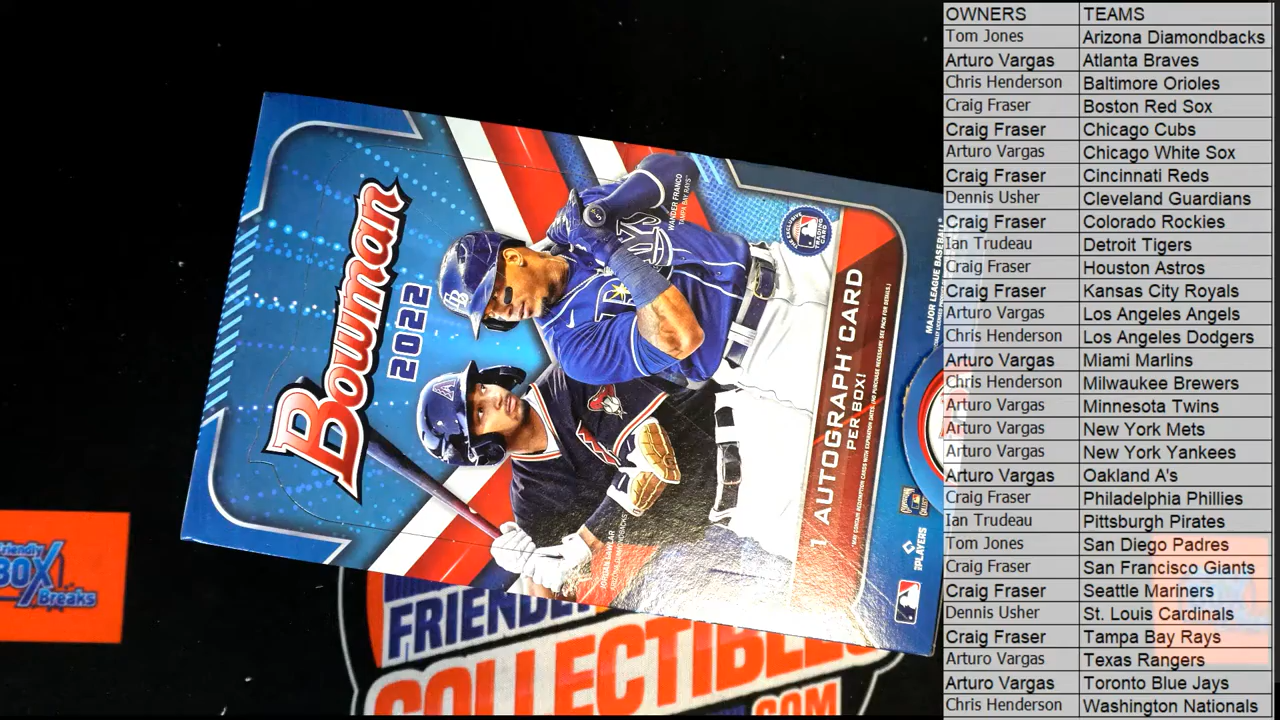 OWNERS TEAMS
Tom Jones Arizona Diamondbacks
Arturo Vargas Atlanta Braves
Chris Henderson Baltimore Orioles
Craig Fraser Boston Red Sox
Craig Fraser Chicago Cubs
Arturo Vargas Chicago White Sox
Craig Fraser Cincinnati Reds
Dennis Usher Cleveland Guardians
Craig Fraser Colorado Rockies
Ian Trudeau Detroit Tigers
Craig Fraser Houston Astros
Craig Fraser Kansas City Royals
Arturo Vargas Los Angeles Angels
Chris Henderson Los Angeles Dodgers
Arturo Vargas Miami Marlins
Chris Henderson Milwaukee Brewers
Arturo Vargas Minnesota Twins
Arturo Vargas New York Mets
Arturo Vargas New York Yankees
Arturo Vargas Oakland A's
Craig Fraser Philadelphia Phillies
Ian Trudeau Pittsburgh Pirates
Tom Jones San Diego Padres
Craig Fraser San Francisco Giants
Craig Fraser Seattle Mariners
Dennis Usher St. Louis Cardinals
Craig Fraser Tampa Bay Rays
Arturo Vargas Texas Rangers
Arturo Vargas Toronto Blue Jays
Chris Henderson Washington Nationals
Bowman
2022
WANDER FRANCO
TAMPA BAY RAYS
1 AUTOGRAPH* CARD
PER BOX!
MAJOR LEAGUE BASEBALL
PLAYERS
Friendly
BOX
Breaks
COLLECTIBLES
.COM